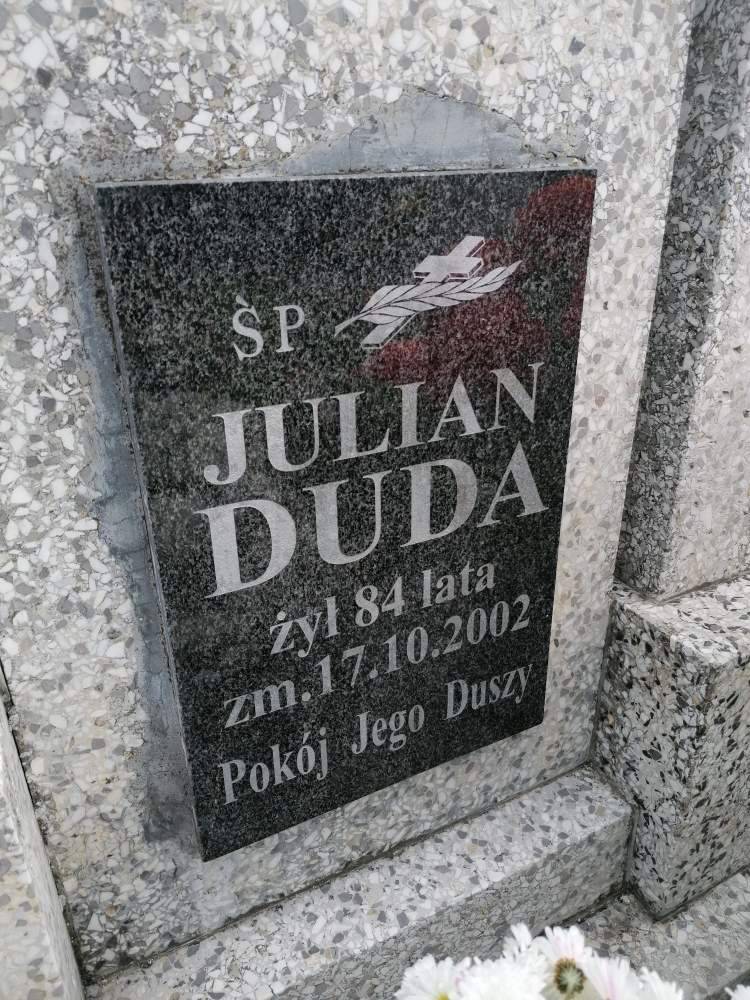 ŚP
JULIAN
DUDA
żył 84 lata
zm.17.10.2002
Pokój Jego Duszy